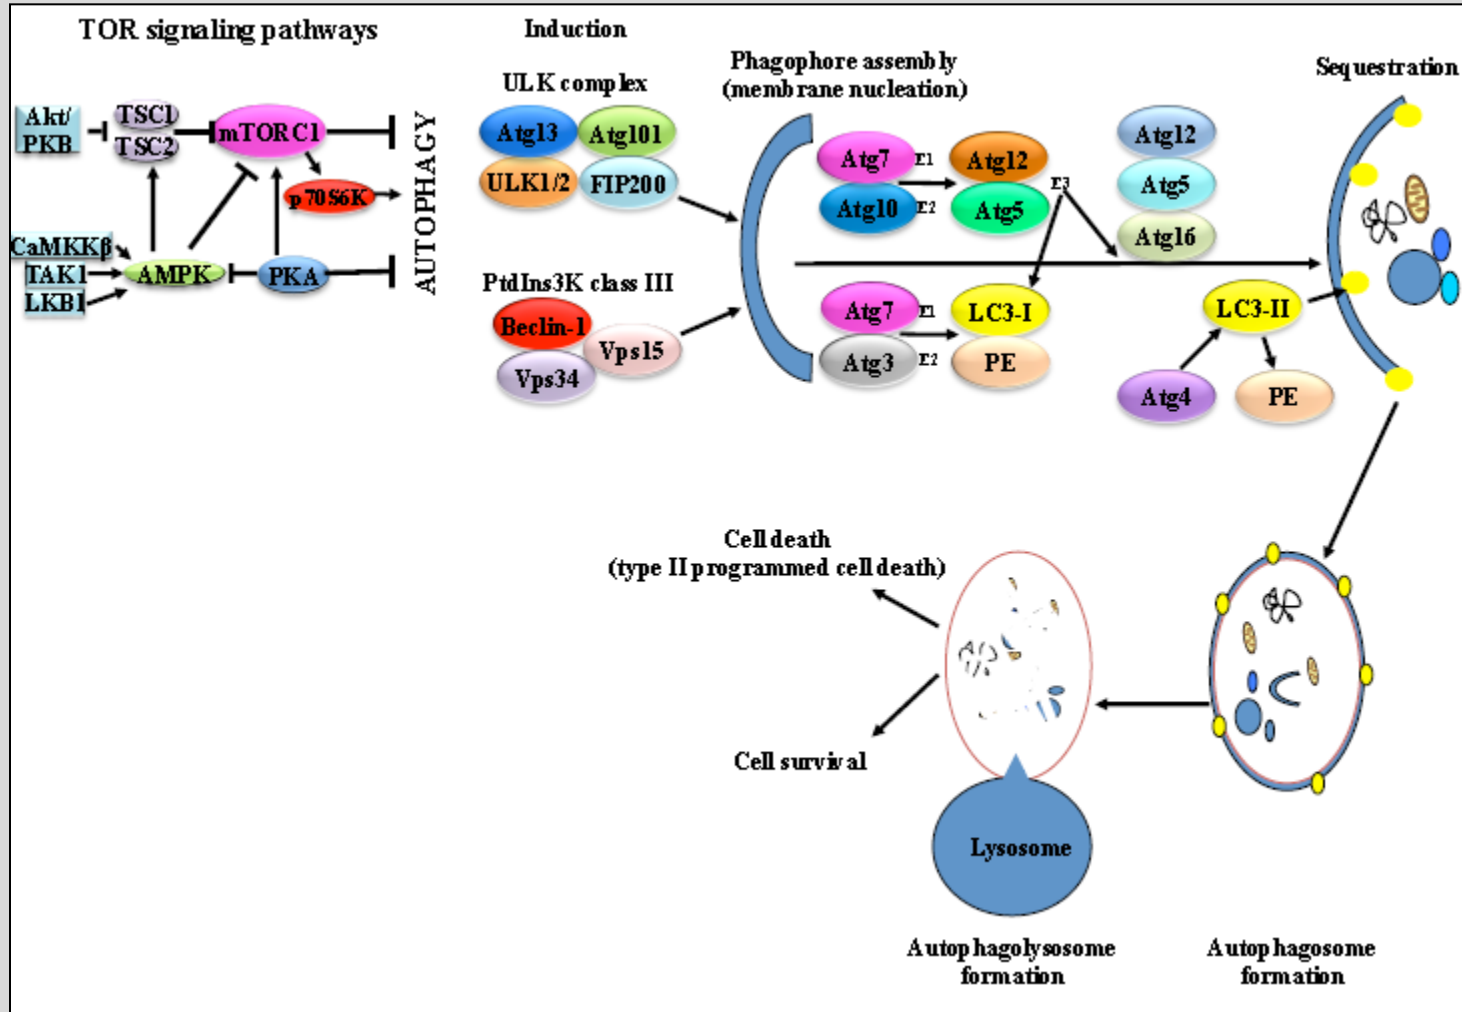 TOR signaling pathways
Akt/
PKB
TSC1
TSC2
mTORC1
p70S6K
CaMKKβ
TAK1
LKB1
AMPK
PKA
AUTOPHAGY
Induction
ULK complex
Atg13
Atg101
ULK1/2
FIP200
PtdIns3K class III
Beclin-1
Vps15
Vps34
Phagophore assembly
(membrane nucleation)
Atg7
E1
Atg12
Atg10
E2
Atg5
E3
Atg7
E1
LC3-I
Atg3
E2
PE
Atg12
Atg5
Atg16
LC3-II
Atg4
PE
Sequestration
Cell death
(type II programmed cell death)
Cell survival
Lysosome
Autophagolysosome
formation
Autophagosome
formation